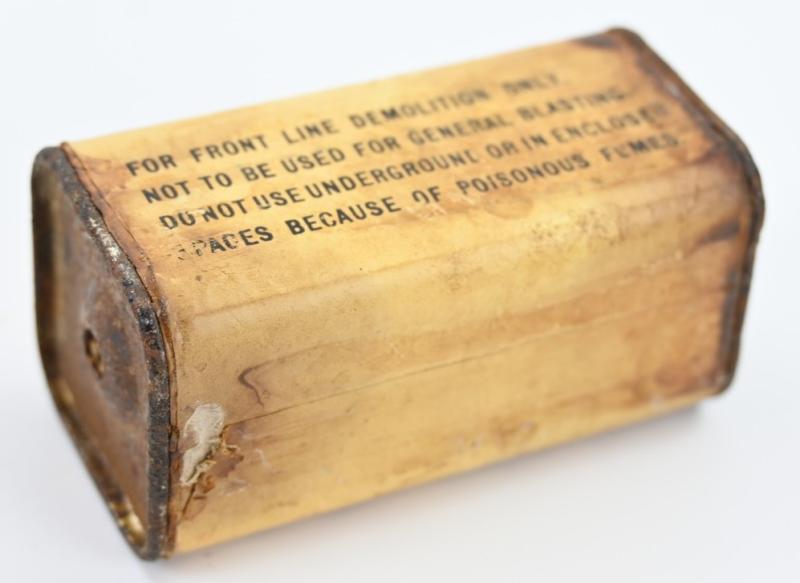 FOR FRONT LINE DEMOLITION ONLY
NOT TO BE USED FOR GENERAL BLASTING
DO NOT USE UNDERGROUND OR IN ENCLOSED
SPACES BECAUSE OF POISONOUS FUMES